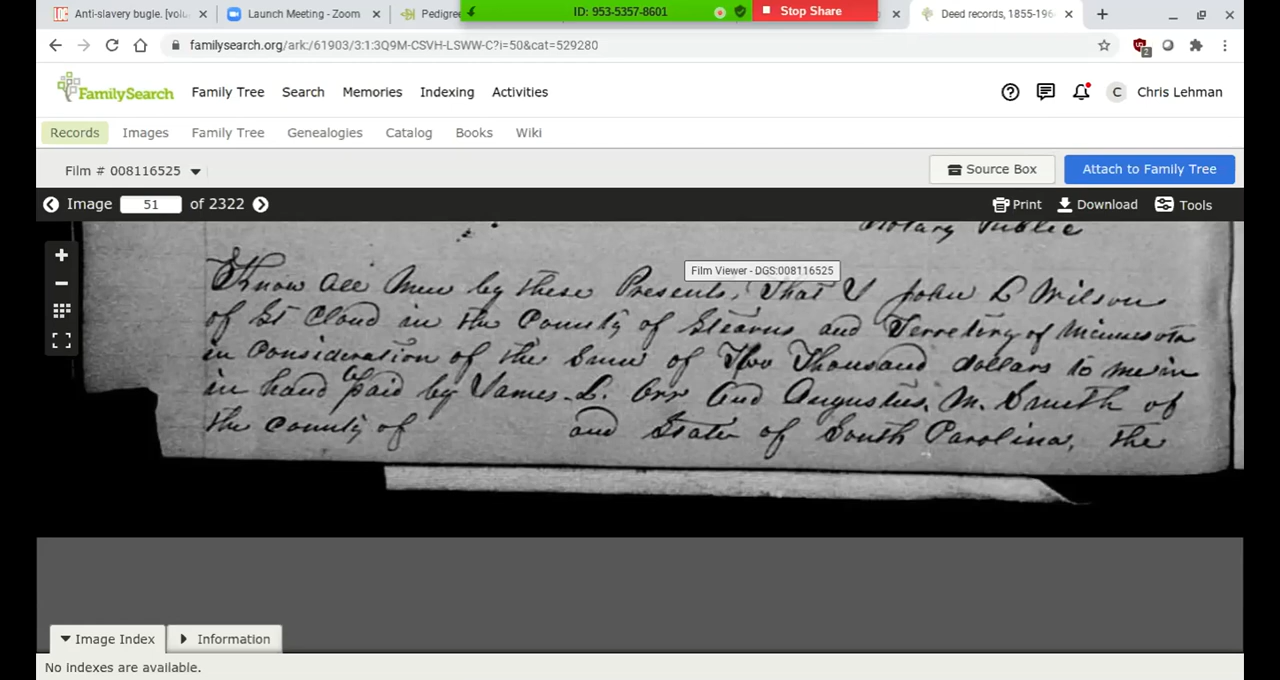 Anti-slavery bugle. [volu
Launch Meeting - Zoom
Pedigree
ID: 953-5357-8601
Stop Share
Deed records, 1855-196
familysearch.org/ark:/61903/3:1:3Q9M-CSVH-LSWW-C?i=50&cat=529280
2
FamilySearch
Family Tree
Search
Memories
Indexing
Activities
C
Chris Lehman
Records
Images
Family Tree
Genealogies
Catalog
Books
Wiki
Film # 008116525
Source Box
Attach to Family Tree
Image 51 of 2322
Print
Download
Tools
Notary Public
Film Viewer - DGS:008116525
Know all Men by these Presents, That I John L Wilson
of St Cloud in the County of Stearns and Territory of Minnesota
in Consideration of the Sum of Two Thousand dollars to me in
in hand paid by James L. Orr and Augustus. M. Smith of
the County of and State of South Carolina, the
Image Index
Information
No indexes are available.